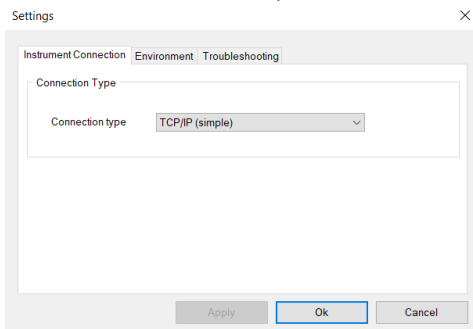 Settings
Instrument Connection Environment Troubleshooting
Connection Type
Connection type TCP/IP (simple)
Apply Ok Cancel